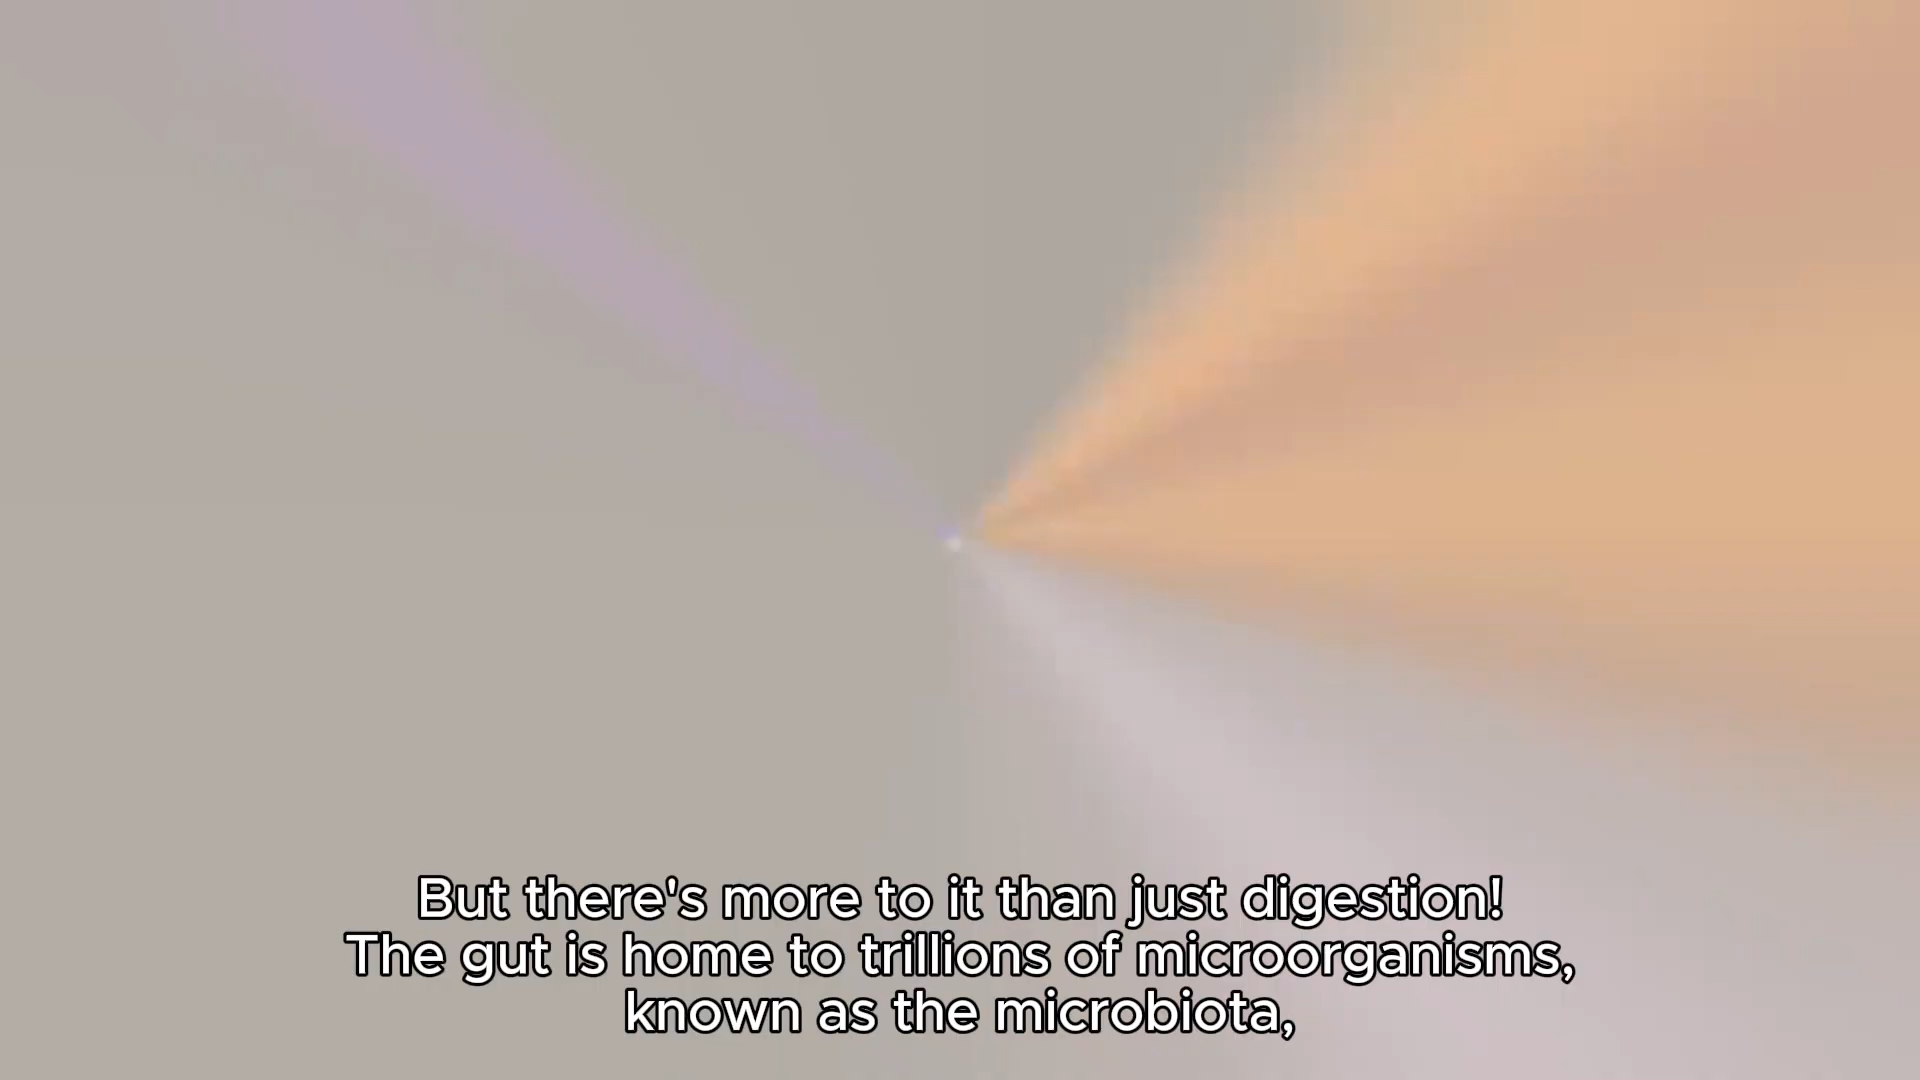 But there's more to it than just digestion!
The gut is home to trillions of microorganisms,
known as the microbiota,